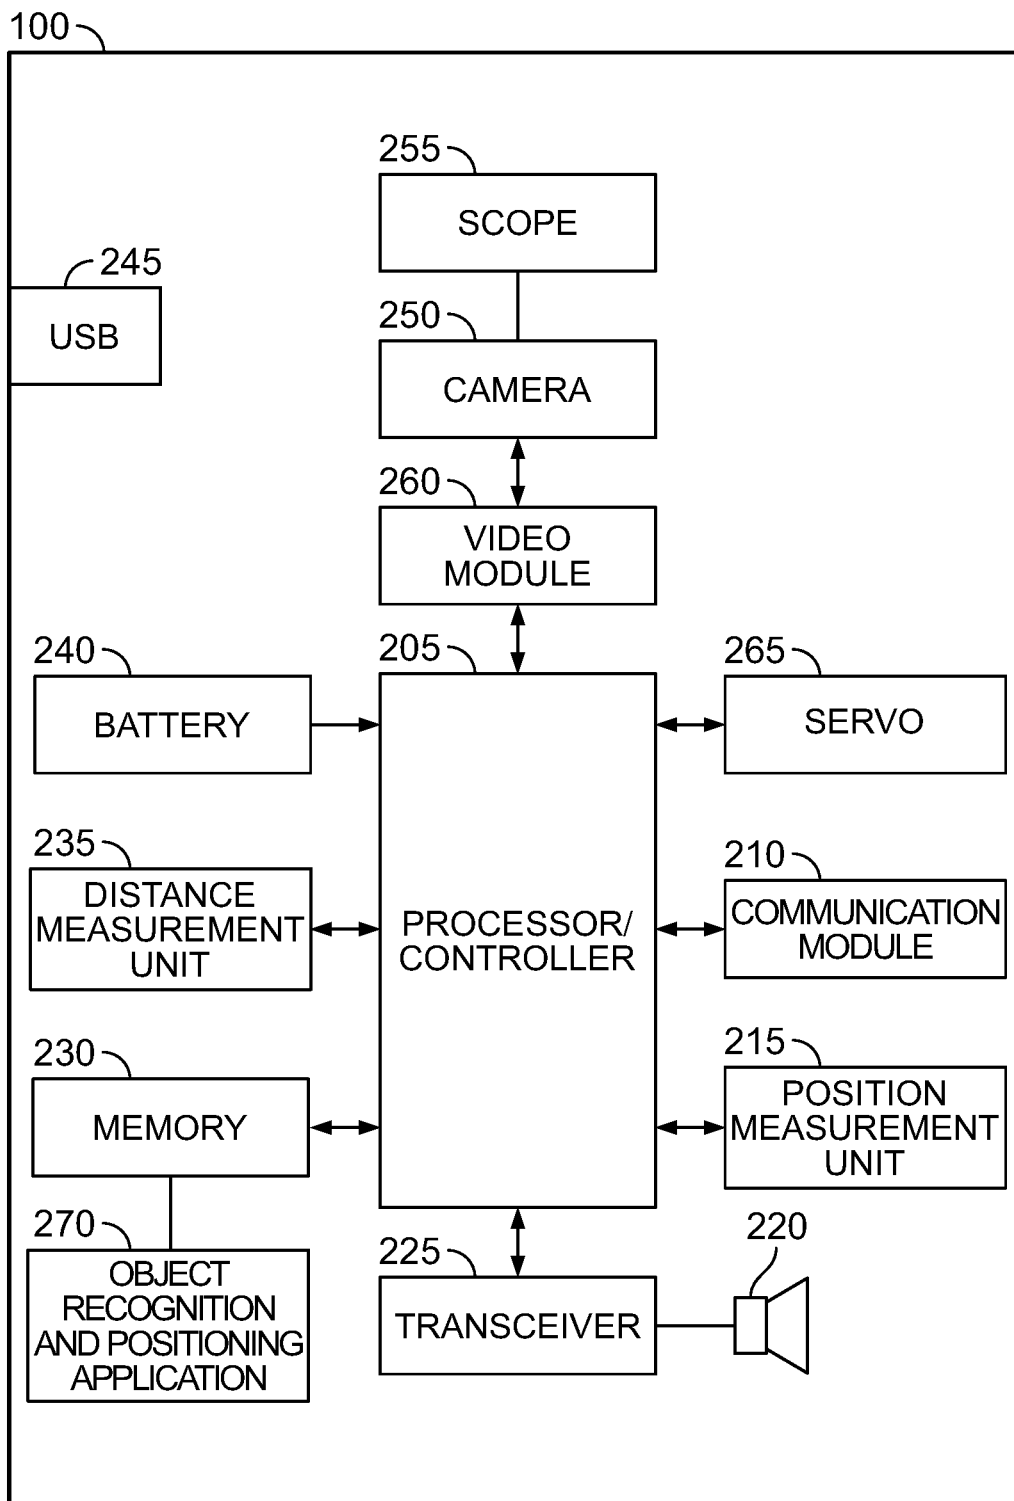 100
255
SCOPE
245
USB
250
CAMERA
260
VIDEO
MODULE
240
BATTERY
205
PROCESSOR/
CONTROLLER
265
SERVO
235
DISTANCE
MEASUREMENT
UNIT
210
COMMUNICATION
MODULE
230
MEMORY
215
POSITION
MEASUREMENT
UNIT
270
OBJECT
RECOGNITION
AND POSITIONING
APPLICATION
225
TRANSCEIVER
220